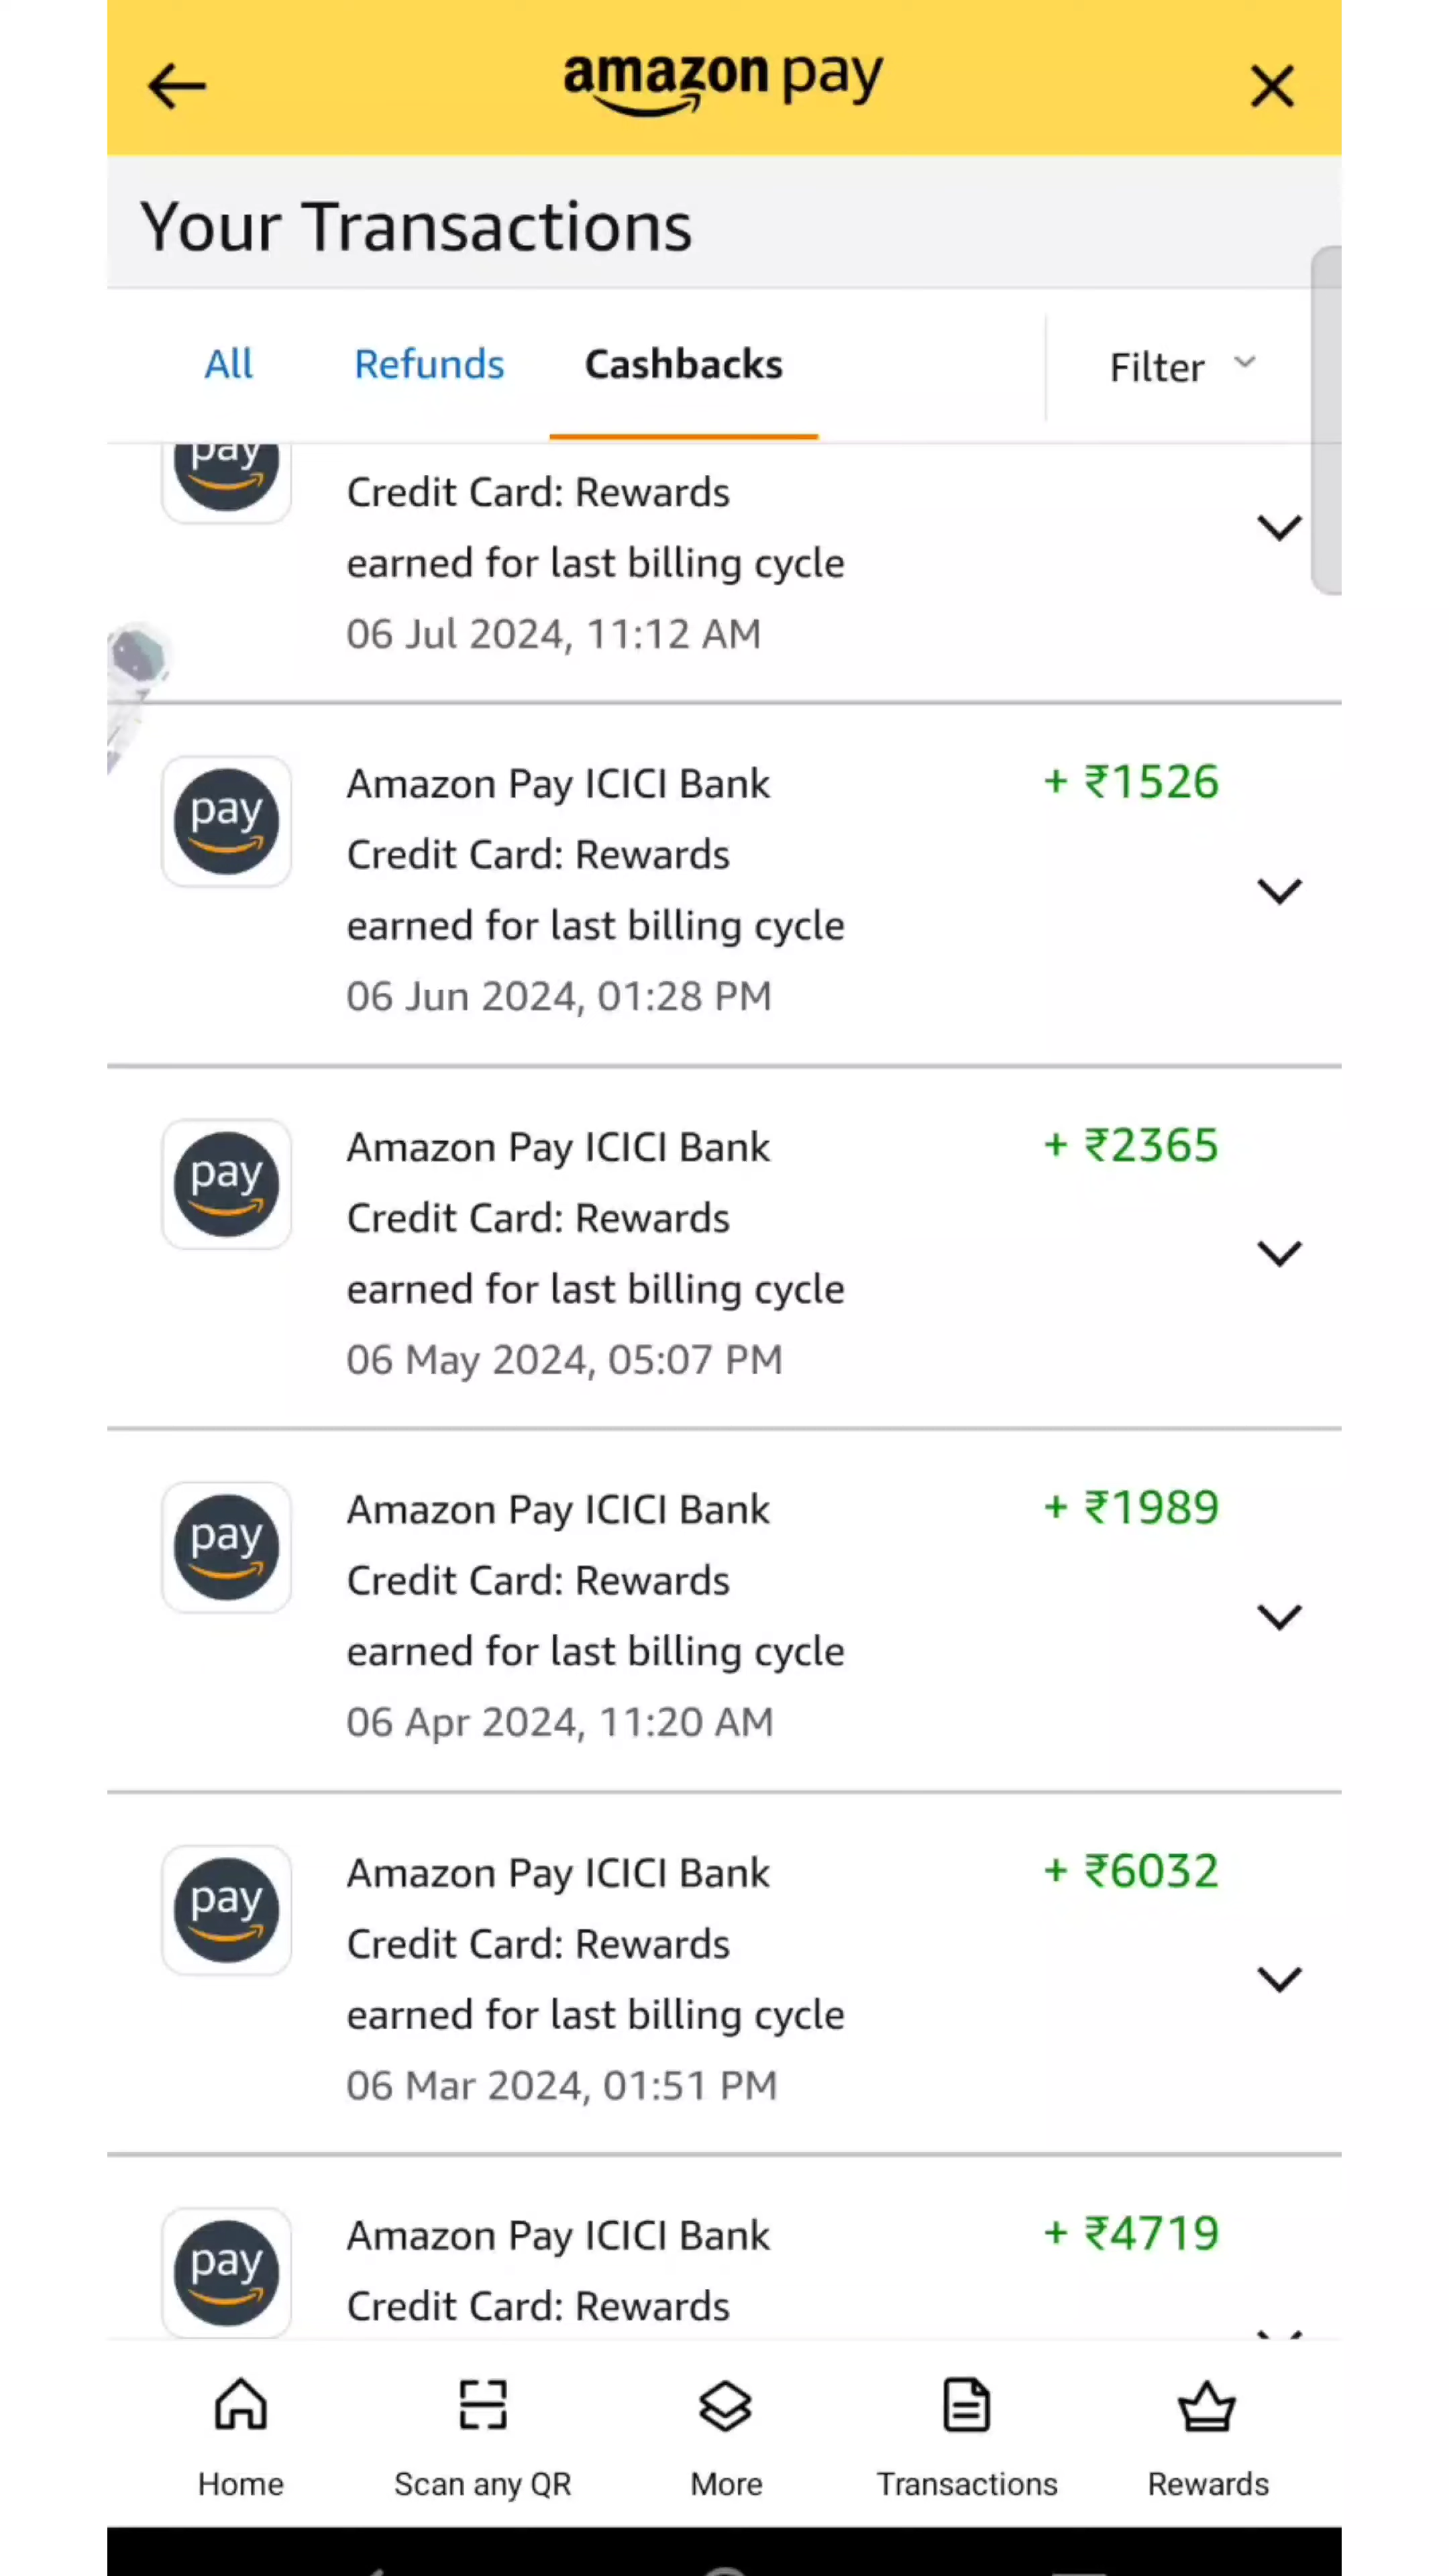 amazon pay
Your Transactions
All Refunds Cashbacks Filter
pay
Credit Card: Rewards
earned for last billing cycle
06 Jul 2024, 11:12 AM
pay
Amazon Pay ICICI Bank + ₹1526
Credit Card: Rewards
earned for last billing cycle
06 Jun 2024, 01:28 PM
pay
Amazon Pay ICICI Bank + ₹2365
Credit Card: Rewards
earned for last billing cycle
06 May 2024, 05:07 PM
pay
Amazon Pay ICICI Bank + ₹1989
Credit Card: Rewards
earned for last billing cycle
06 Apr 2024, 11:20 AM
pay
Amazon Pay ICICI Bank + ₹6032
Credit Card: Rewards
earned for last billing cycle
06 Mar 2024, 01:51 PM
pay
Amazon Pay ICICI Bank + ₹4719
Credit Card: Rewards
Home Scan any QR More Transactions Rewards